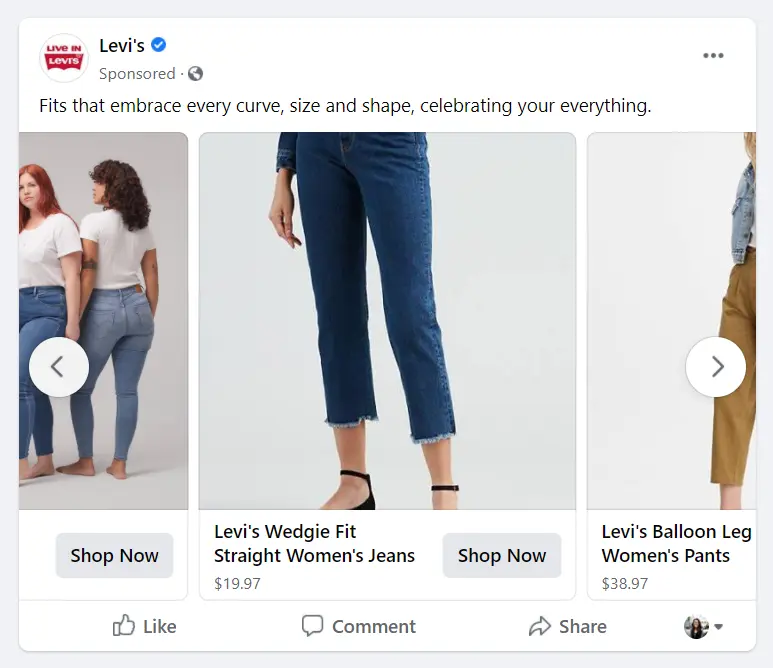 LIVE IN
LEVI'S
Levi's
Sponsored ·
Fits that embrace every curve, size and shape, celebrating your everything.
Shop Now
Levi's Wedgie Fit
Straight Women's Jeans
$19.97
Shop Now
Levi's Balloon Leg
Women's Pants
$38.97
Like
Comment
Share